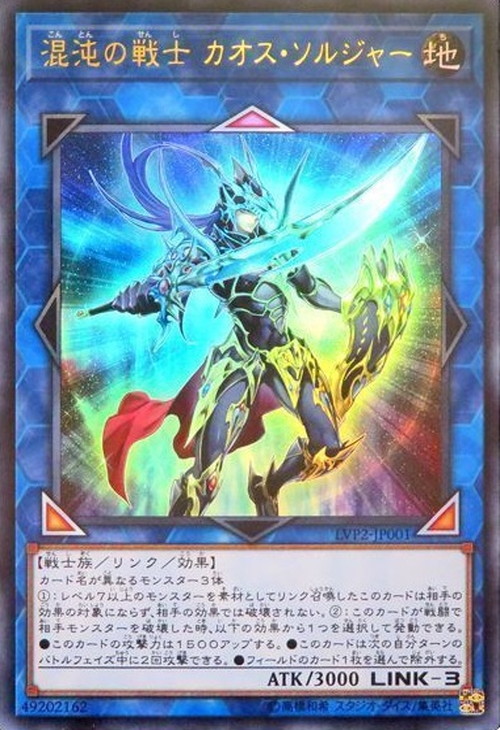 混沌の戦士 カオス・ソルジャー 地
LVP2-JP001
【戦士族／リンク／効果】
カード名が異なるモンスター３体
①：レベル７以上のモンスターを素材としてリンク召喚したこのカードは相手の
効果の対象にならず、相手の効果では破壊されない。②：このカードが戦闘で
相手モンスターを破壊した時、以下の効果から１つを選択して発動できる。
●このカードの攻撃力は１５００アップする。●このカードは次の自分ターンの
バトルフェイズ中に２回攻撃できる。●フィールドのカード１枚を選んで除外する。
ATK/3000 LINK-3
49202162
©高橋和希 スタジオ・ダイス/集英社